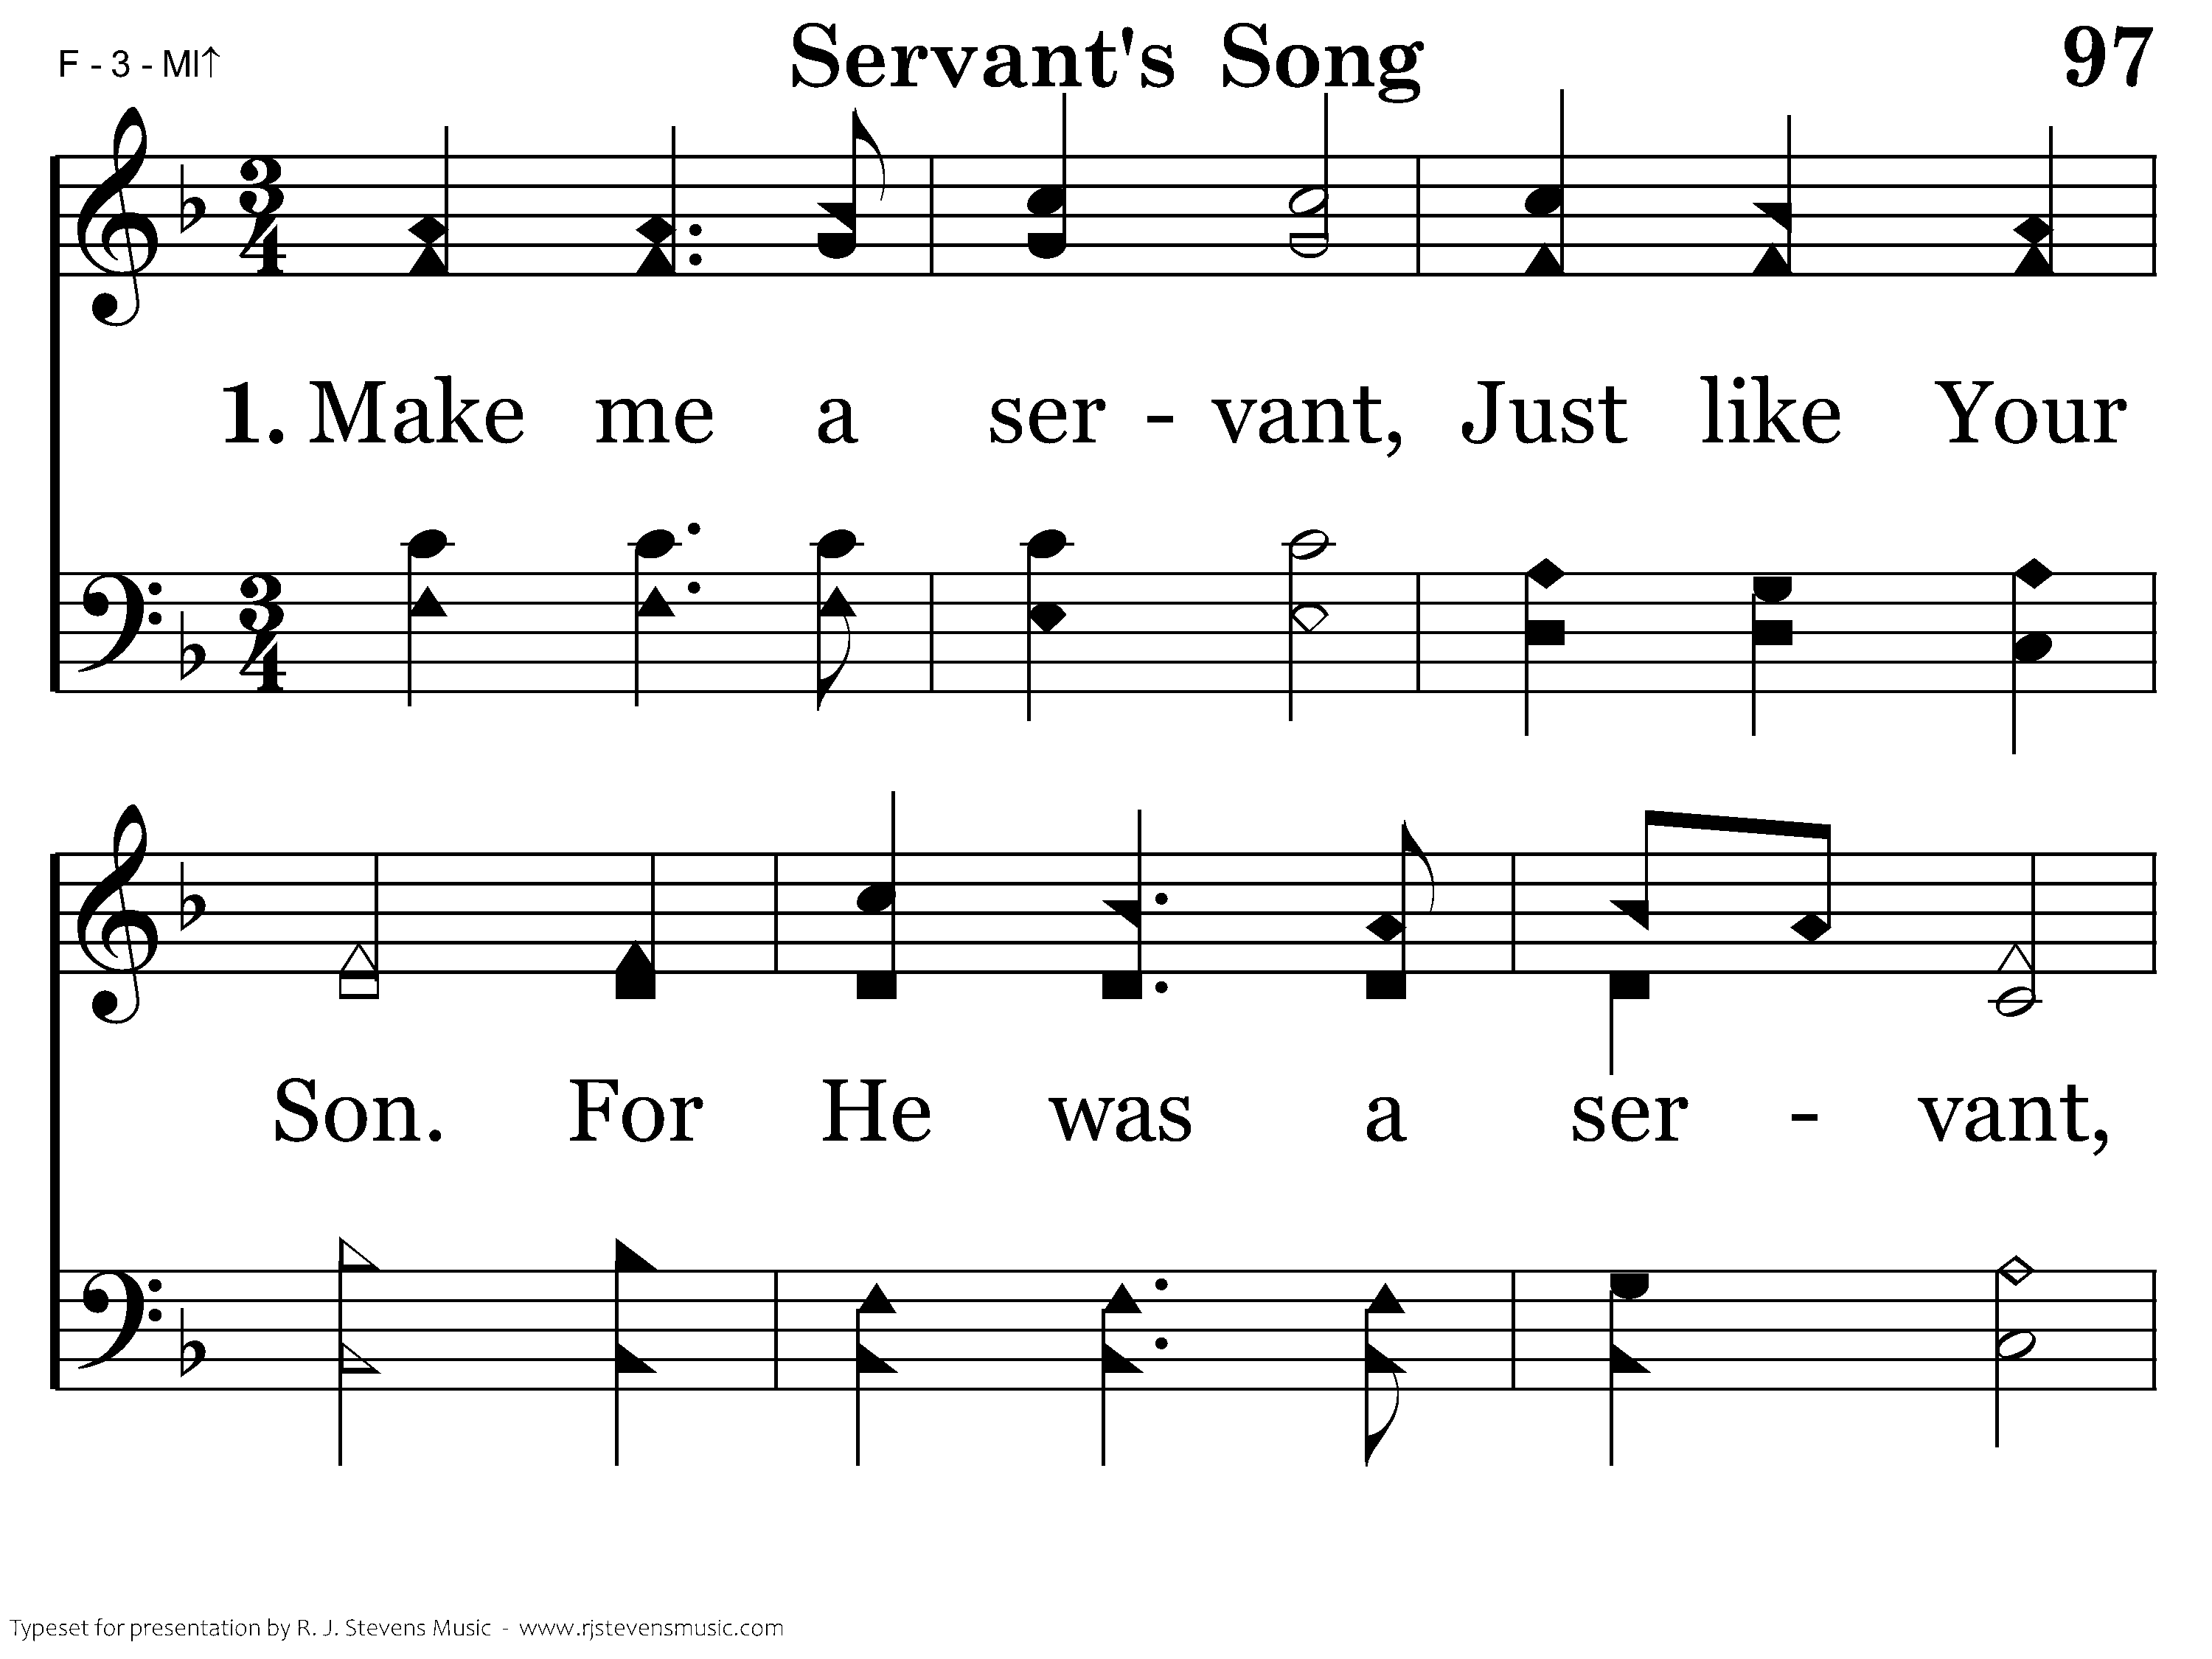 F - 3 - MI↑
Servant's Song
97
1. Make me a ser - vant, Just like Your
Son. For He was a ser - vant,
Typeset for presentation by R. J. Stevens Music - www.rjstevensmusic.com